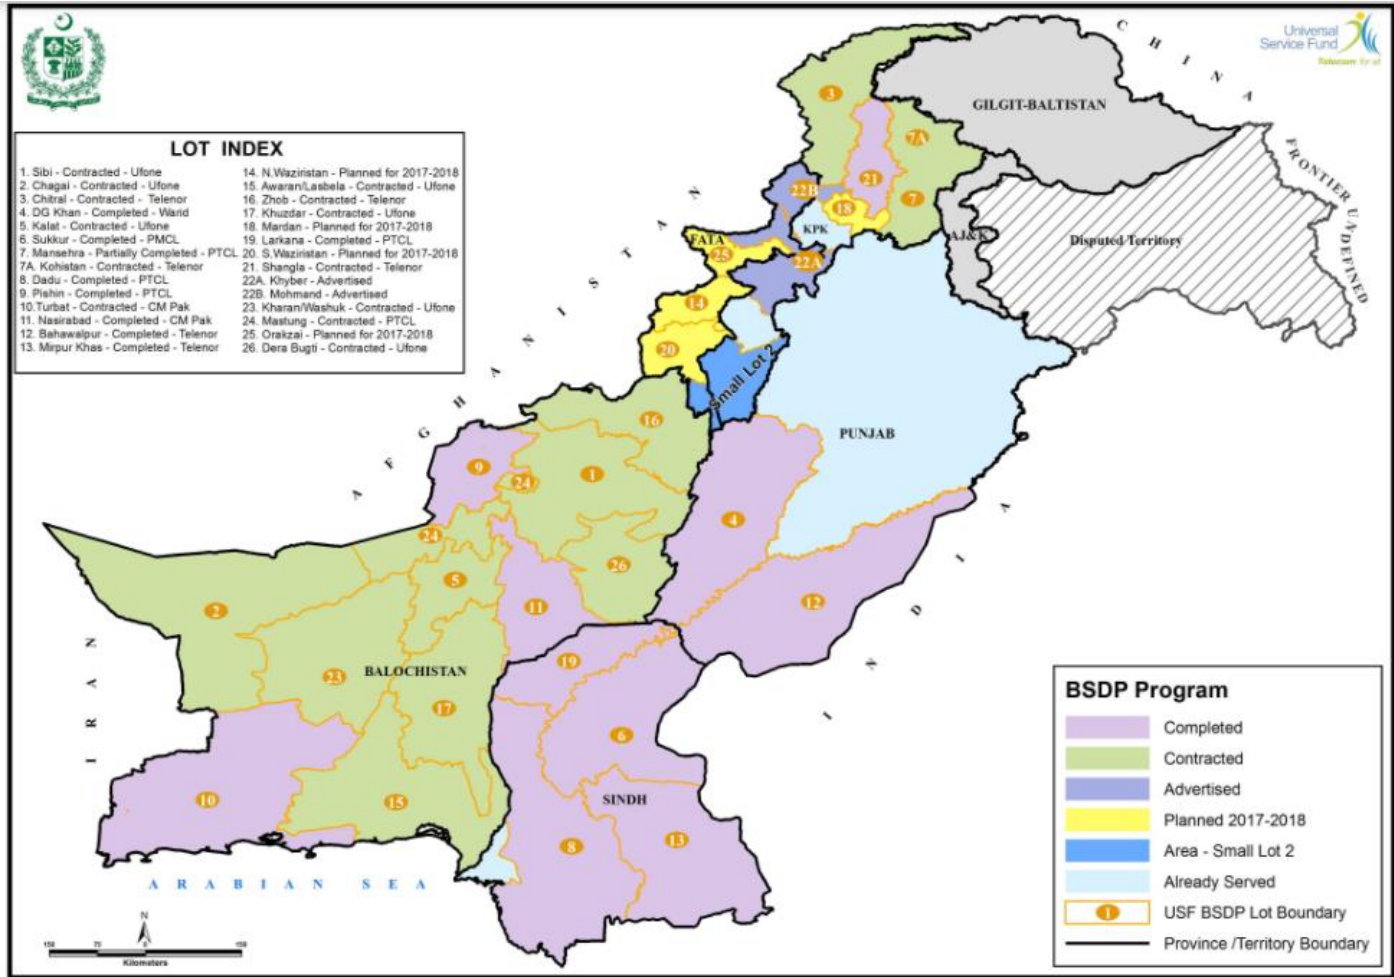 Universal
Service Fund
Telecom for all
LOT INDEX
1. Sibi - Contracted - Ufone
2. Chagai - Contracted - Ufone
3. Chitral - Contracted - Telenor
4. DG Khan - Completed - Warid
5. Kalat - Contracted - Ufone
6. Sukkur - Completed - PMCL
7. Mansehra - Partially Completed - PTCL
7A. Kohistan - Contracted - Telenor
8. Dadu - Completed - PTCL
9. Pishin - Completed - PTCL
10.Turbat - Contracted - CM Pak
11. Nasirabad - Completed - CM Pak
12. Bahawalpur - Completed - Telenor
13. Mirpur Khas - Completed - Telenor
14. N.Waziristan - Planned for 2017-2018
15. Awaran/Lasbela - Contracted - Ufone
16. Zhob - Contracted - Telenor
17. Khuzdar - Contracted - Ufone
18. Mardan - Planned for 2017-2018
19. Larkana - Completed - PTCL
20. S.Waziristan - Planned for 2017-2018
21. Shangla - Contracted - Telenor
22A. Khyber - Advertised
22B. Mohmand - Advertised
23. Kharan/Washuk - Contracted - Ufone
24. Mastung - Contracted - PTCL
25. Orakzai - Planned for 2017-2018
26. Dera Bugti - Contracted - Ufone
CHINA
GILGIT-BALTISTAN
FRONTIER UNDEFINED
3
7A
21
7
22B
18
KPK
AJ&K
Disputed Territory
FATA
25
22A
14
20
Small Lot 2
AFGHANISTAN
16
PUNJAB
9
24
1
4
24
26
5
2
11
12
INDIA
IRAN
BALOCHISTAN
23
19
17
6
10
15
SINDH
8
13
ARABIAN SEA
N
150 75 0 150
Kilometers
BSDP Program
Completed
Contracted
Advertised
Planned 2017-2018
Area - Small Lot 2
Already Served
1 USF BSDP Lot Boundary
Province /Territory Boundary